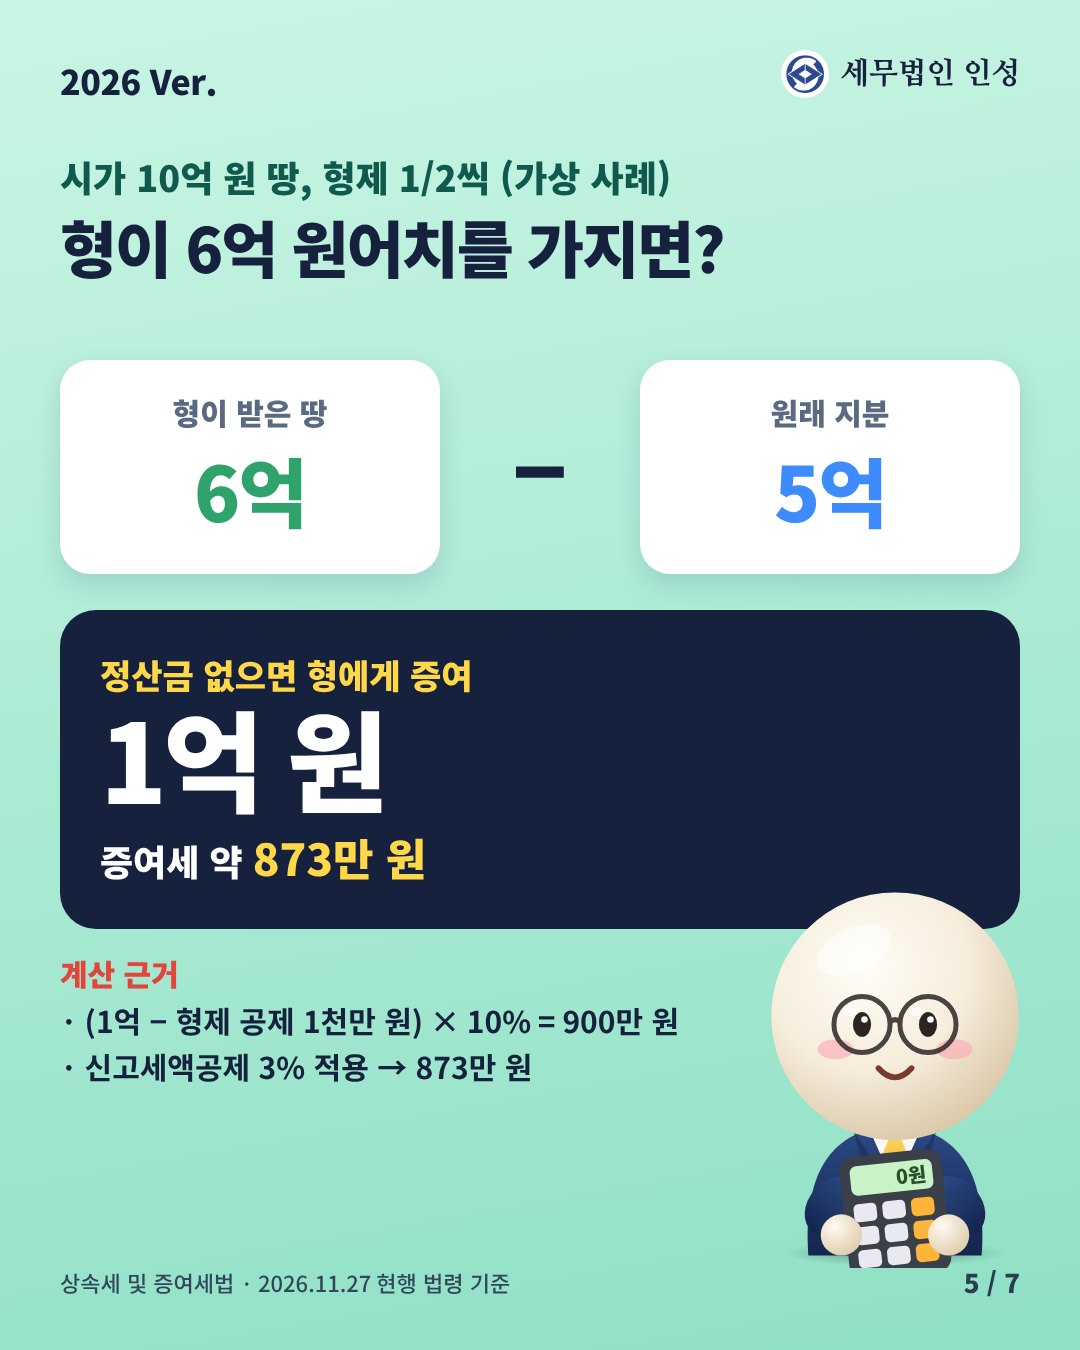 2026 Ver.
세무법인 인성
시가 10억 원 땅, 형제 1/2씩 (가상 사례)
형이 6억 원어치를 가지면?
형이 받은 땅
6억
−
원래 지분
5억
정산금 없으면 형에게 증여
1억 원
증여세 약 873만 원
계산 근거
· (1억 − 형제 공제 1천만 원) × 10% = 900만 원
· 신고세액공제 3% 적용 → 873만 원
0원
상속세 및 증여세법 · 2026.11.27 현행 법령 기준
5 / 7